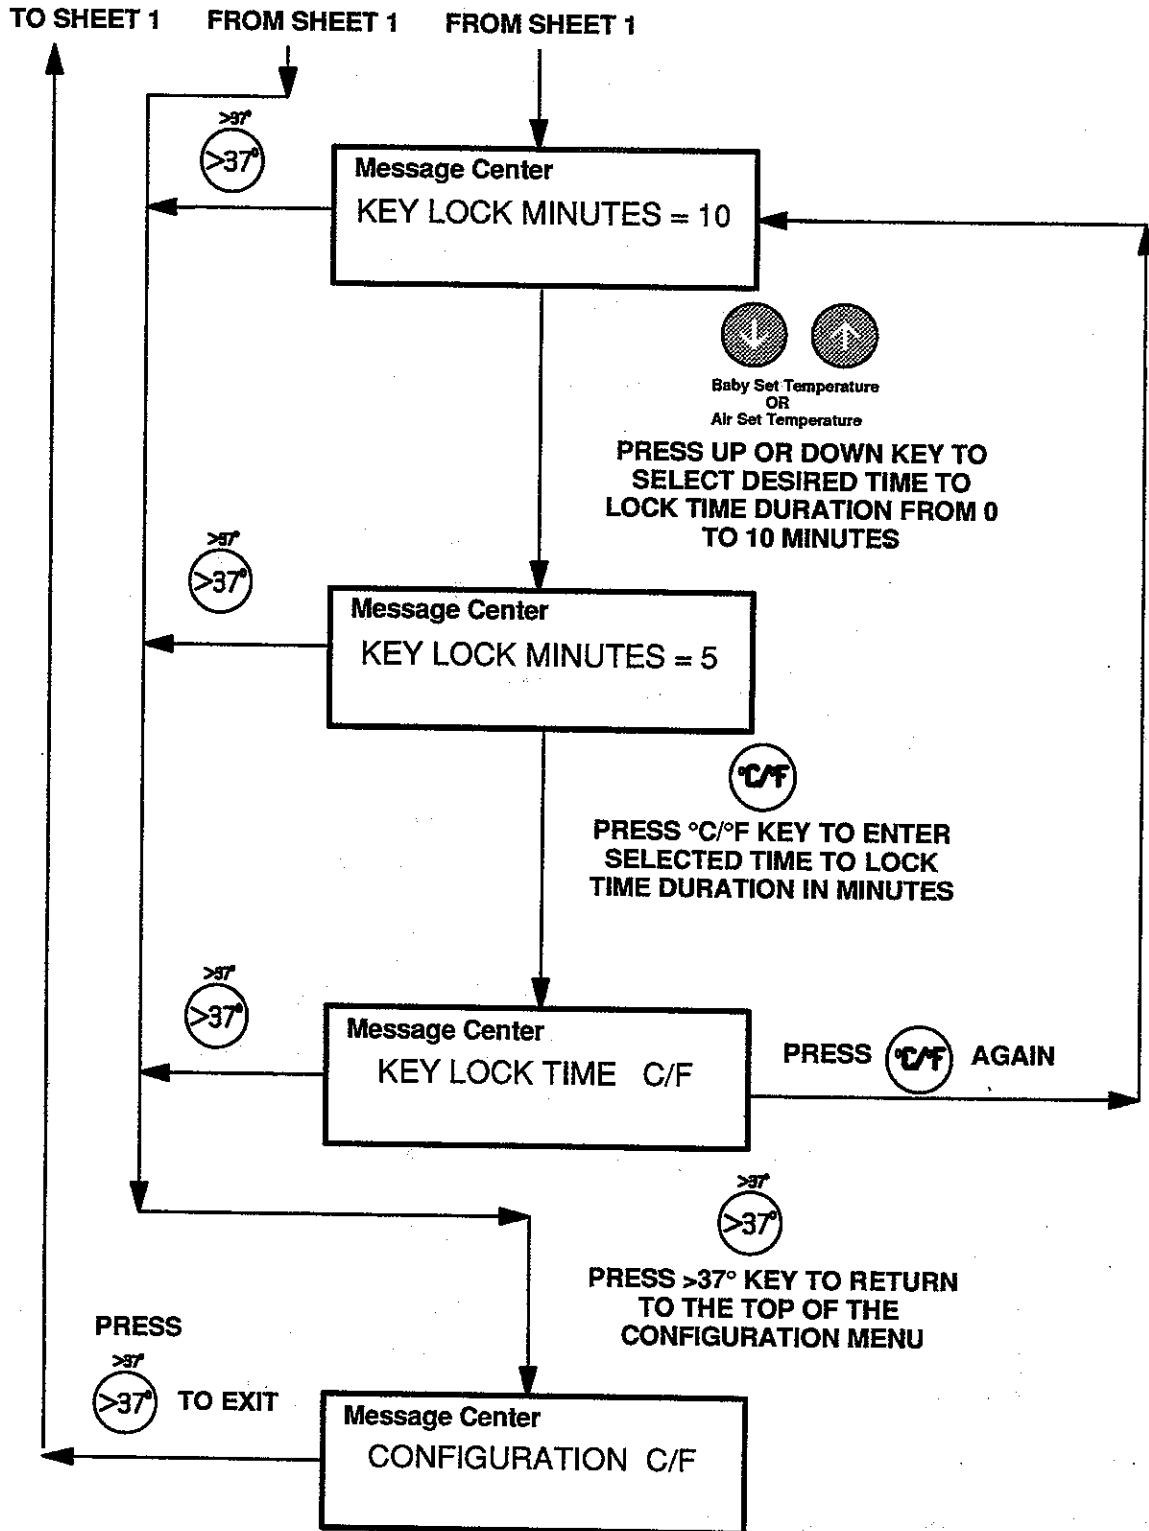 TO SHEET 1 FROM SHEET 1 FROM SHEET 1
>37°
>37°
Message Center
KEY LOCK MINUTES = 10
Baby Set Temperature
OR
Air Set Temperature
PRESS UP OR DOWN KEY TO
SELECT DESIRED TIME TO
LOCK TIME DURATION FROM 0
TO 10 MINUTES
>37°
>37°
Message Center
KEY LOCK MINUTES = 5
°C/°F
PRESS °C/°F KEY TO ENTER
SELECTED TIME TO LOCK
TIME DURATION IN MINUTES
>37°
>37°
Message Center
KEY LOCK TIME C/F
PRESS °C/°F AGAIN
>37°
>37°
PRESS >37° KEY TO RETURN
TO THE TOP OF THE
CONFIGURATION MENU
PRESS
>37°
>37° TO EXIT
Message Center
CONFIGURATION C/F